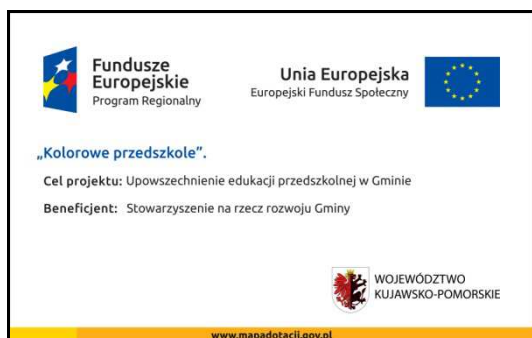 Fundusze
Europejskie
Program Regionalny
Unia Europejska
Europejski Fundusz Społeczny
„Kolorowe przedszkole”.
Cel projektu: Upowszechnienie edukacji przedszkolnej w Gminie
Beneficjent: Stowarzyszenie na rzecz rozwoju Gminy
WOJEWÓDZTWO
KUJAWSKO-POMORSKIE
www.mapadotacji.gov.pl